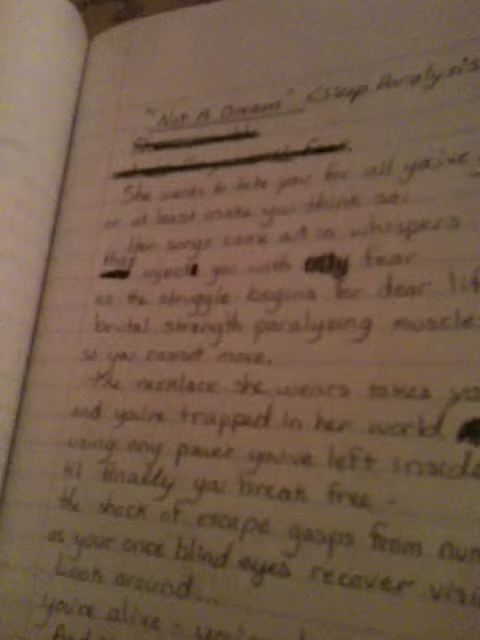 "Not A Dream" (Sleep Paralysis
She wants to take you for all you've
or at least make you think so.
Her songs come out in whispers
that inject you with fear
as the struggle begins for dear life
brutal strength paralyzing muscles
so you cannot move.
The necklace she wears takes
and you're trapped in her world
using any power you've left inside
til finally you break free -
the shock of escape gasps from
as your once blind eyes recover
Look around...
you're alive -